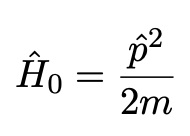 Ĥ₀ = p̂²/2m